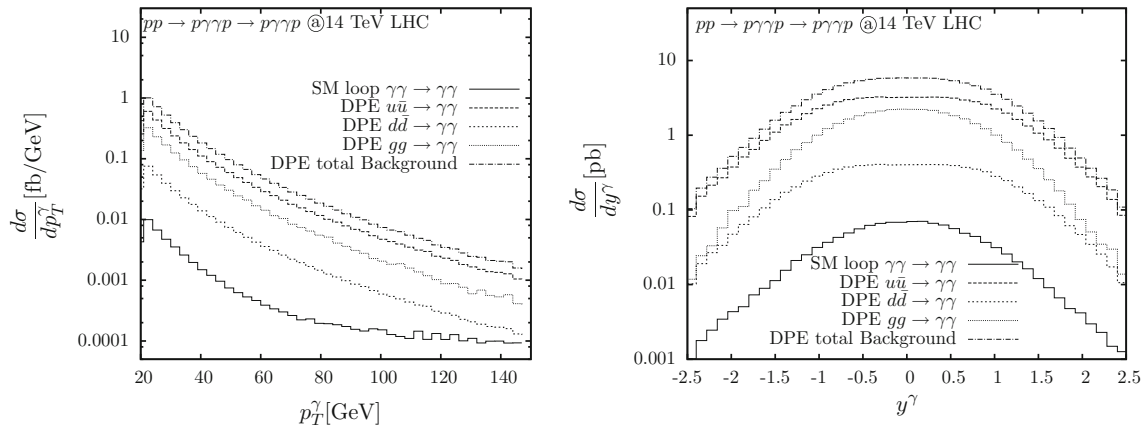 pp → pγγp → pγγp @14 TeV LHC
10
1
0.1
0.01
0.001
0.0001
dσ/dp_T^γ [fb/GeV]
SM loop γγ → γγ
DPE uū → γγ
DPE dd̄ → γγ
DPE gg → γγ
DPE total Background
20 40 60 80 100 120 140
p_T^γ[GeV]
pp → pγγp → pγγp @14 TeV LHC
10
1
0.1
0.01
0.001
dσ/dy^γ [pb]
SM loop γγ → γγ
DPE uū → γγ
DPE dd̄ → γγ
DPE gg → γγ
DPE total Background
-2.5 -2 -1.5 -1 -0.5 0 0.5 1 1.5 2 2.5
y^γ